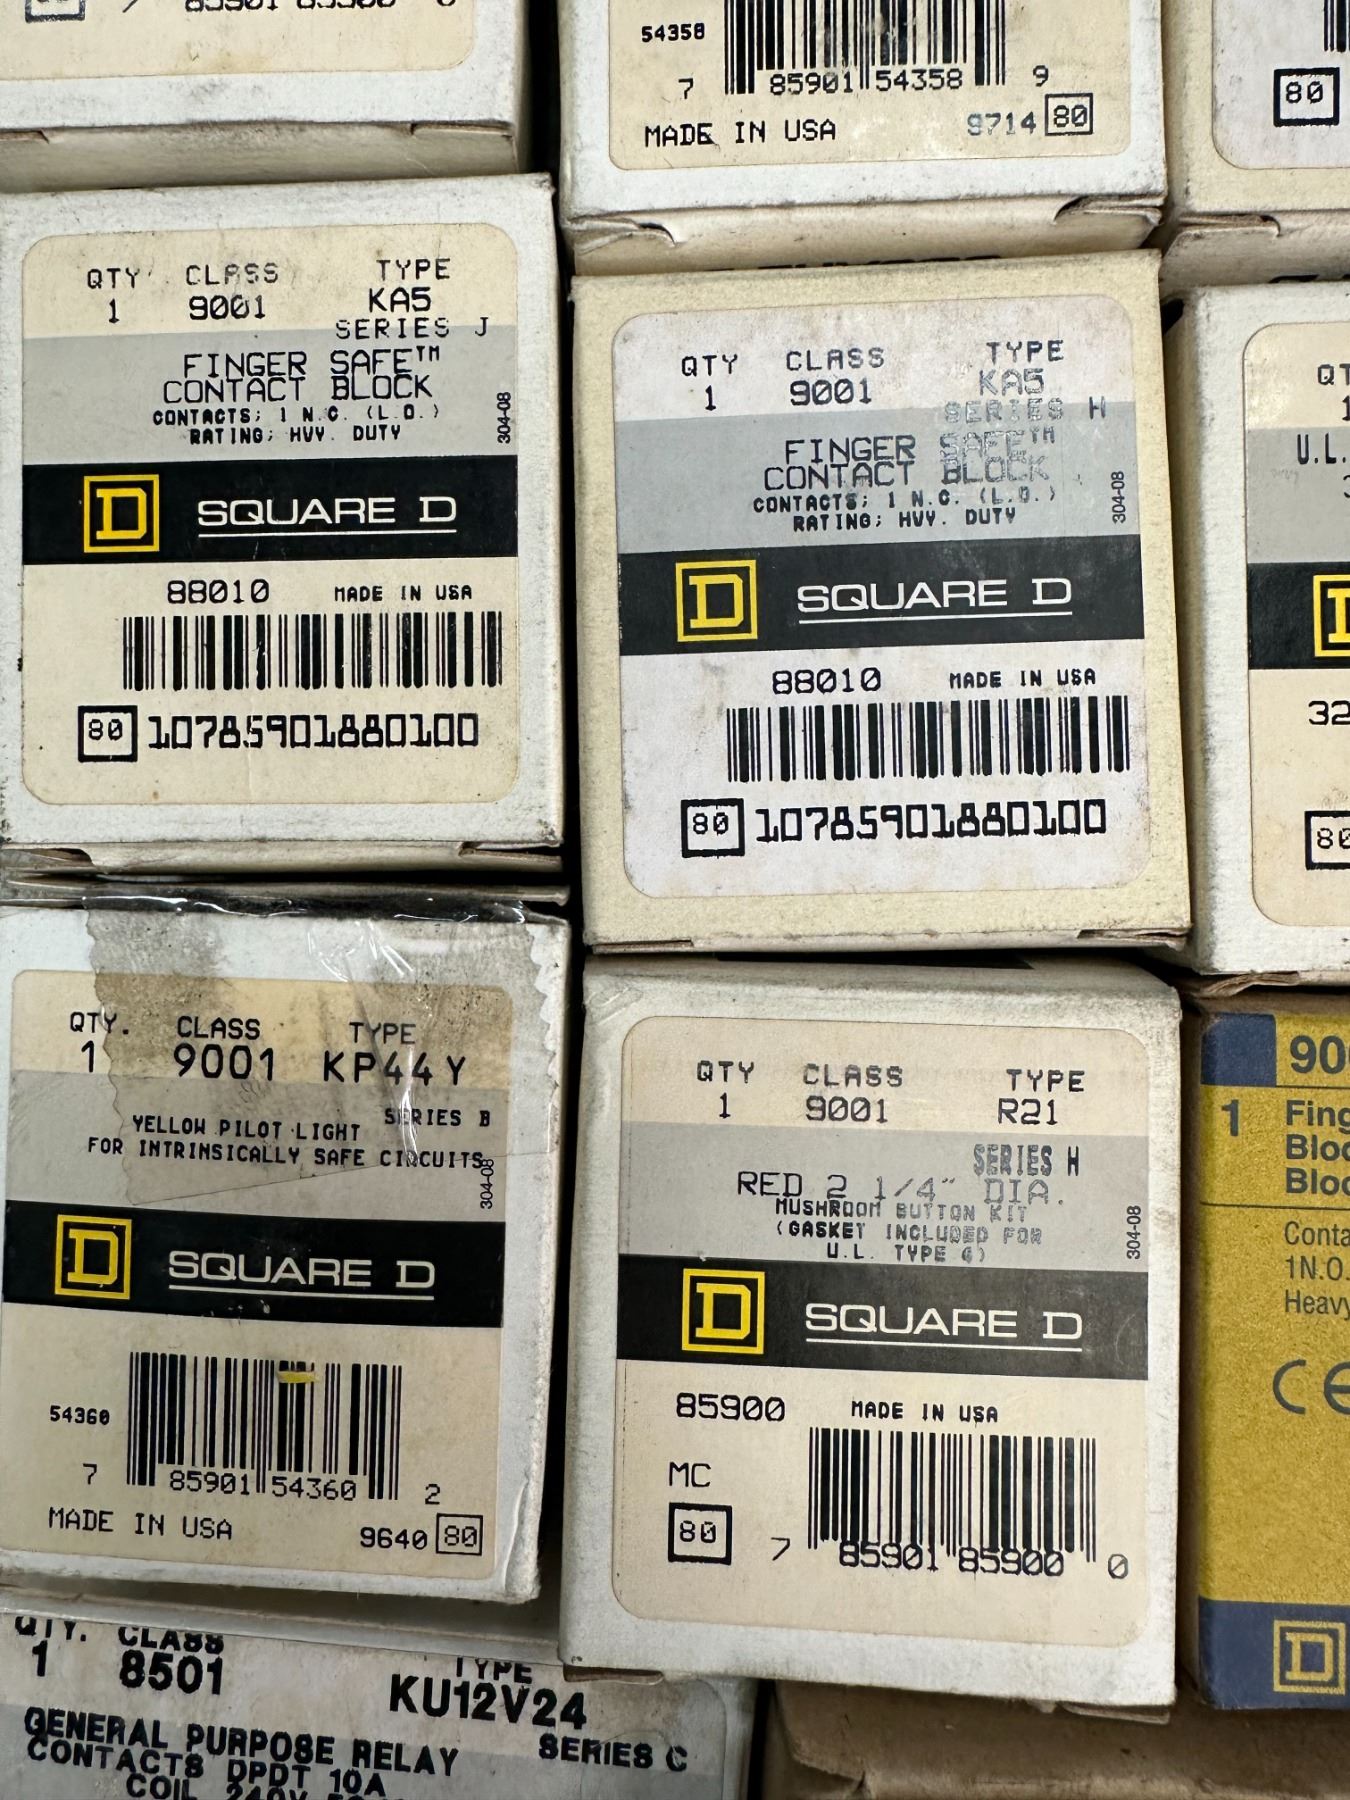 54358
7 85901 54358 9
MADE IN USA 9714 80
80
QTY CLASS TYPE
1 9001 KA5
SERIES J
FINGER SAFE™
CONTACT BLOCK
CONTACTS; 1 N.C. (L.O.)
RATING; HVY. DUTY
304-08
D SQUARE D
88010 MADE IN USA
80 10785901880100
QTY CLASS TYPE
1 9001 KA5
SERIES H
FINGER SAFE™
CONTACT BLOCK
CONTACTS; 1 N.C. (L.O.)
RATING; HVY. DUTY
304-08
D SQUARE D
88010 MADE IN USA
80 10785901880100
U.L.
32
80
QTY. CLASS TYPE
1 9001 KP44Y
SERIES B
YELLOW PILOT LIGHT
FOR INTRINSICALLY SAFE CIRCUITS
304-08
D SQUARE D
54360
7 85901 54360 2
MADE IN USA 9640 80
QTY CLASS TYPE
1 9001 R21
SERIES H
RED 2 1/4" DIA.
MUSHROOM BUTTON KIT
(GASKET INCLUDED FOR
U.L. TYPE 6)
304-08
D SQUARE D
85900 MADE IN USA
MC
80 7 85901 85900 0
90
1 Fing
Bloc
Bloc
Conta
1N.O.
Heavy
CE
D
QTY. CLASS TYPE
1 8501 KU12V24
GENERAL PURPOSE RELAY SERIES C
CONTACTS DPDT 10A
COIL 240V